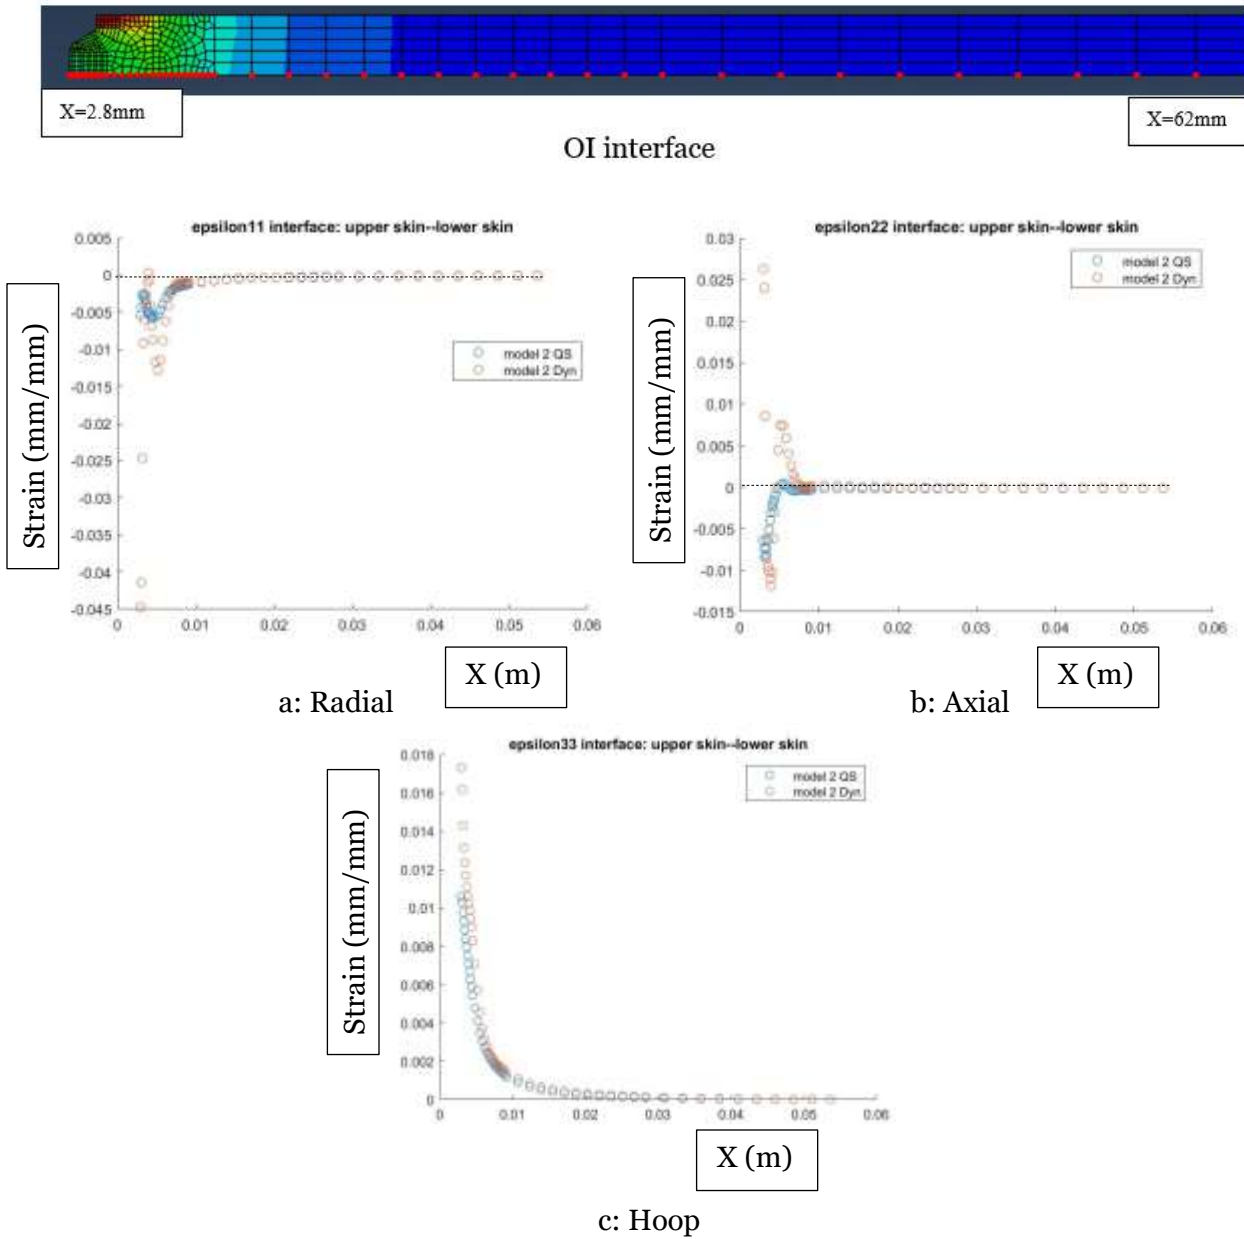 X=2.8mm
X=62mm
OI interface
epsilon11 interface: upper skin--lower skin
0.005
0
-0.005
-0.01
-0.015
-0.02
-0.025
-0.03
-0.035
-0.04
-0.045
0
0.01
0.02
0.03
0.04
0.05
0.06
model 2 QS
model 2 Dyn
Strain (mm/mm)
X (m)
a: Radial
epsilon22 interface: upper skin--lower skin
0.03
0.025
0.02
0.015
0.01
0.005
0
-0.005
-0.01
-0.015
0
0.01
0.02
0.03
0.04
0.05
0.06
model 2 QS
model 2 Dyn
Strain (mm/mm)
X (m)
b: Axial
epsilon33 interface: upper skin--lower skin
0.018
0.016
0.014
0.012
0.01
0.008
0.006
0.004
0.002
0
0
0.01
0.02
0.03
0.04
0.05
0.06
model 2 QS
model 2 Dyn
Strain (mm/mm)
X (m)
c: Hoop